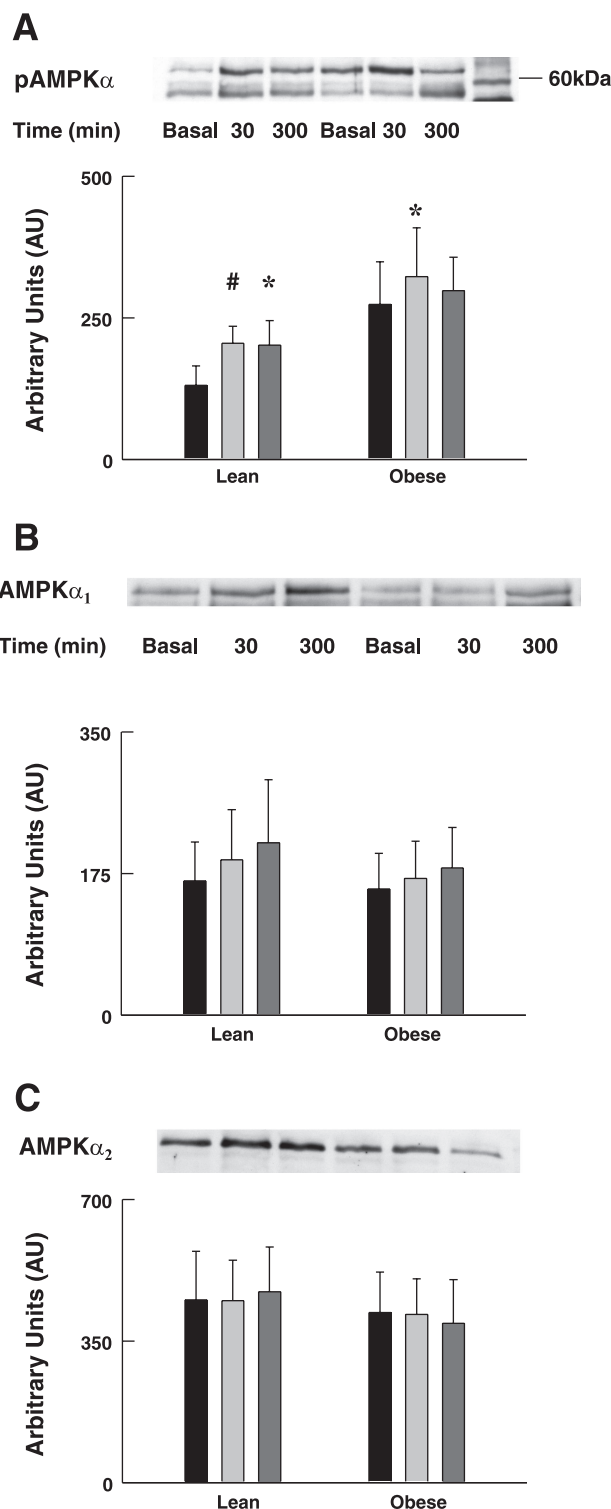 A
pAMPKα
60kDa
Time (min) Basal 30 300 Basal 30 300
500
250
0
Arbitrary Units (AU)
# *
*
Lean Obese
B
AMPKα1
Time (min) Basal 30 300 Basal 30 300
350
175
0
Arbitrary Units (AU)
Lean Obese
C
AMPKα2
700
350
0
Arbitrary Units (AU)
Lean Obese